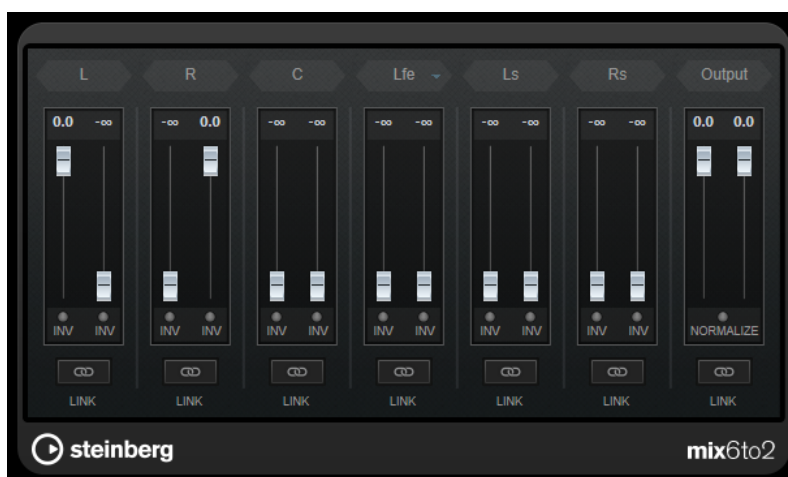 L R C Lfe Ls Rs Output
0.0 -∞ -∞ 0.0 -∞ -∞ -∞ -∞ -∞ -∞ -∞ -∞ 0.0 0.0
INV INV INV INV INV INV INV INV INV INV INV INV NORMALIZE
LINK LINK LINK LINK LINK LINK LINK
steinberg mix6to2